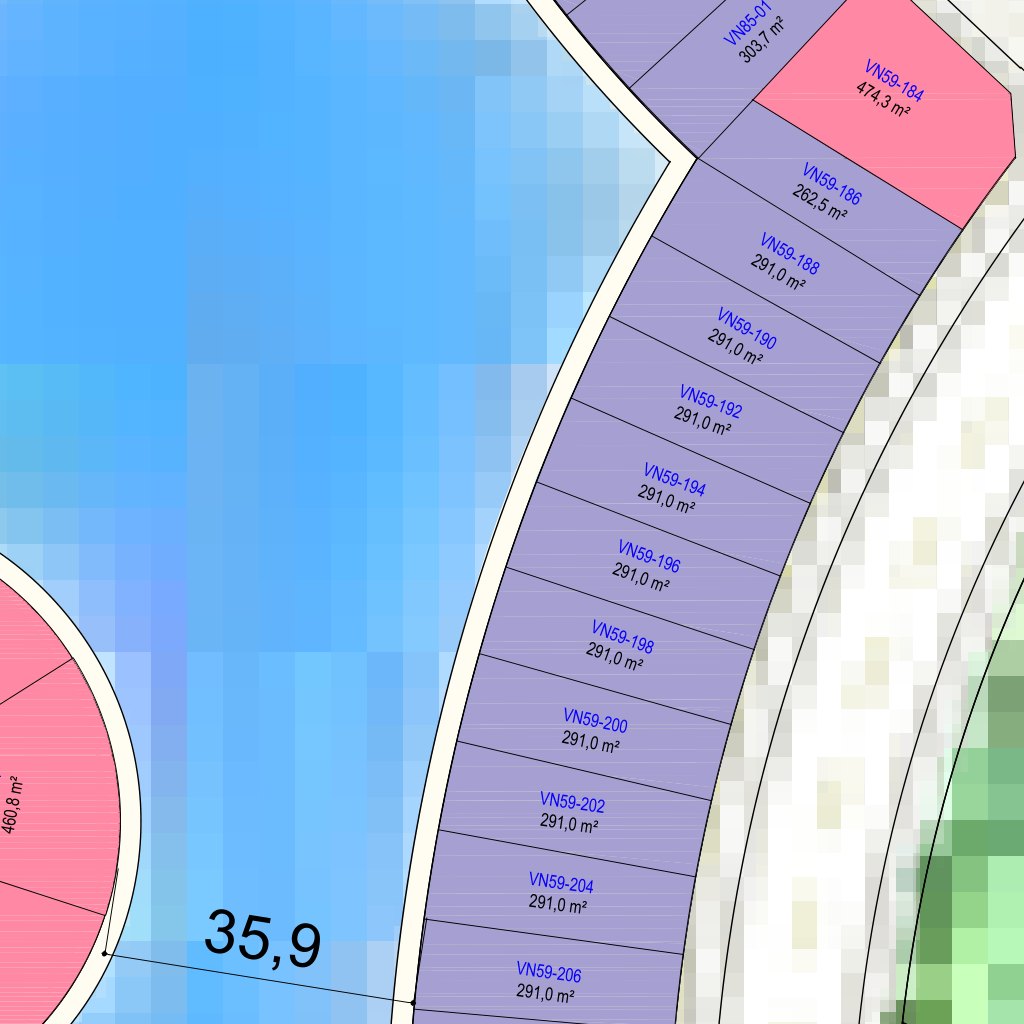 VN85-01
303,7 m²
VN59-184
474,3 m²
VN59-186
262,5 m²
VN59-188
291,0 m²
VN59-190
291,0 m²
VN59-192
291,0 m²
VN59-194
291,0 m²
VN59-196
291,0 m²
VN59-198
291,0 m²
VN59-200
291,0 m²
VN59-202
291,0 m²
460,8 m²
VN59-204
291,0 m²
35,9
VN59-206
291,0 m²